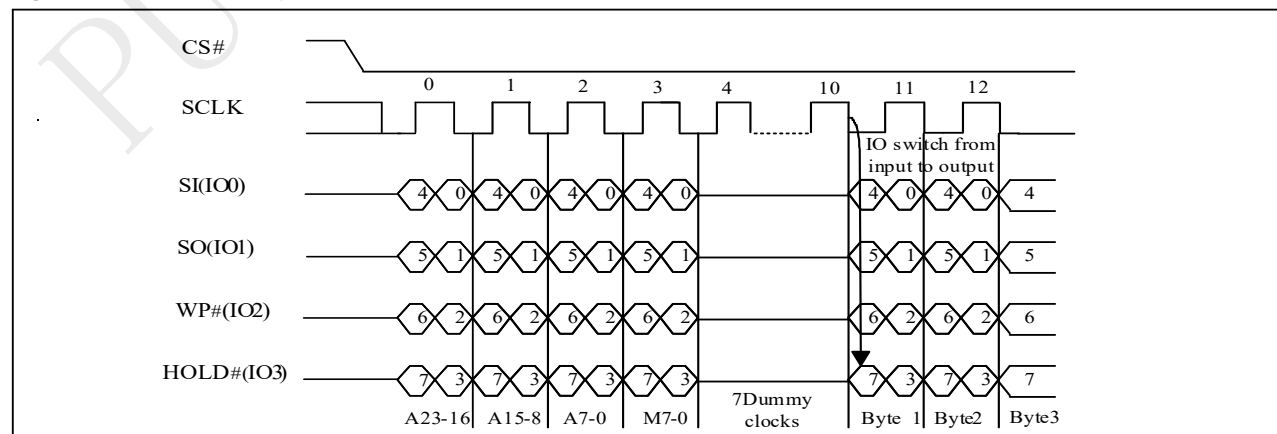 CS#
0 1 2 3 4 10 11 12
SCLK
IO switch from
input to output
SI(IO0) 4 0 4 0 4 0 4 0 4 0 4 0 4
SO(IO1) 5 1 5 1 5 1 5 1 5 1 5 1 5
WP#(IO2) 6 2 6 2 6 2 6 2 6 2 6 2 6
HOLD#(IO3) 7 3 7 3 7 3 7 3 7 3 7 3 7
A23-16 A15-8 A7-0 M7-0 7Dummy Byte 1 Byte2 Byte3
clocks